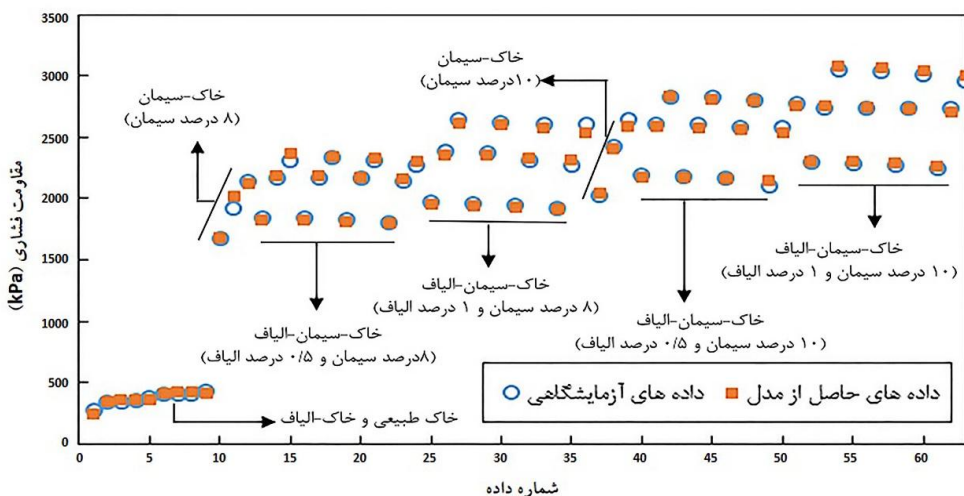 3500
3000
2500
2000
1500
1000
500
0
مقاومت فشاری (kPa)
خاک-سیمان
(۸ درصد سیمان)
خاک-سیمان
(۱۰درصد سیمان)
خاک-سیمان-الیاف
(۸درصد سیمان و ۰/۵ درصد الیاف)
خاک-سیمان-الیاف
(۸ درصد سیمان و ۱ درصد الیاف)
خاک-سیمان-الیاف
(۱۰ درصد سیمان و ۰/۵ درصد الیاف)
خاک-سیمان-الیاف
(۱۰ درصد سیمان و ۱ درصد الیاف)
خاک طبیعی و خاک-الیاف
داده های آزمایشگاهی
داده های حاصل از مدل
0 5 10 15 20 25 30 35 40 45 50 55 60
شماره داده